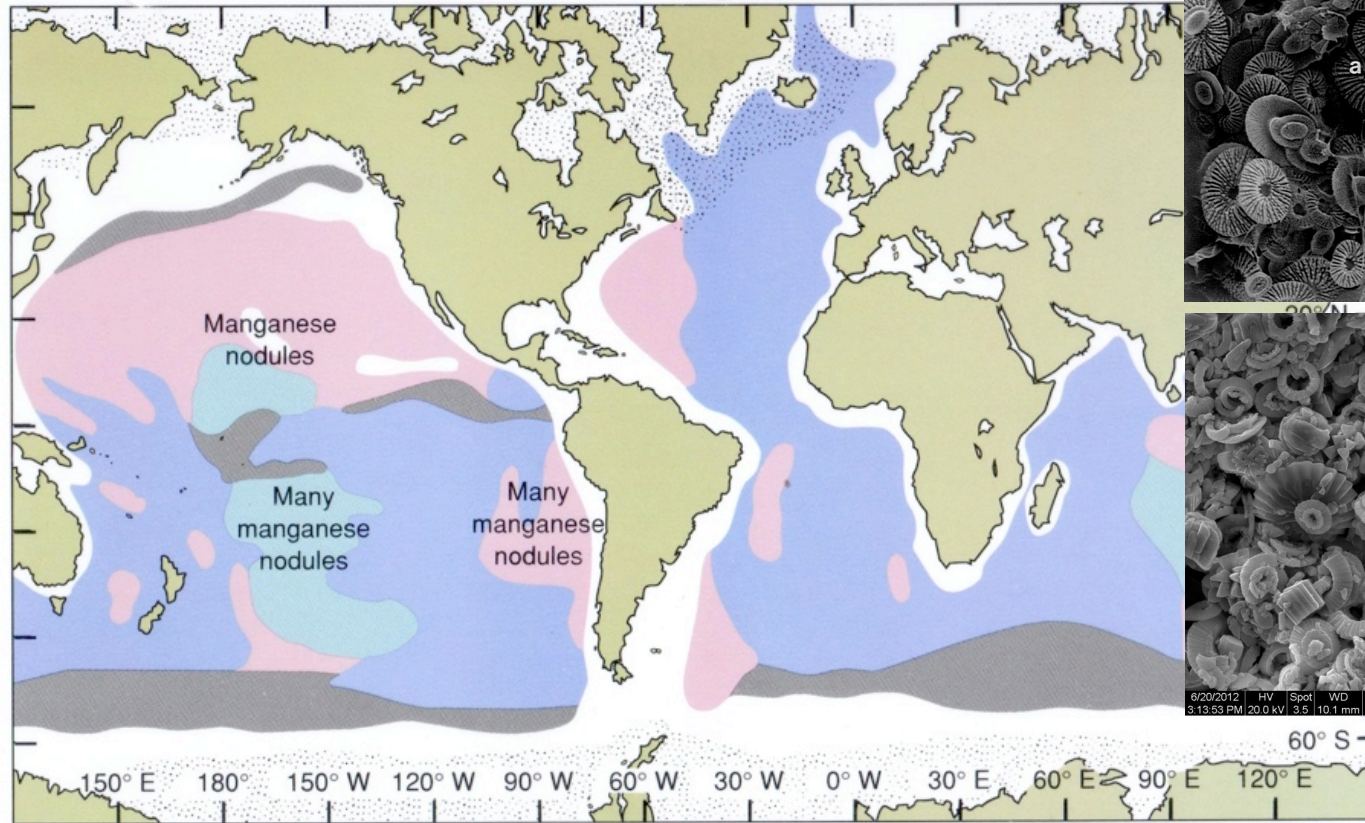 a
20°N
Manganese
nodules
Many
manganese
nodules
Many
manganese
nodules
6/20/2012 HV Spot WD
3:13:53 PM 20.0 kV 3.5 10.1 mm
60° S
150° E 180° 150° W 120° W 90° W 60° W 30° W 0° W 30° E 60° E 90° E 120° E